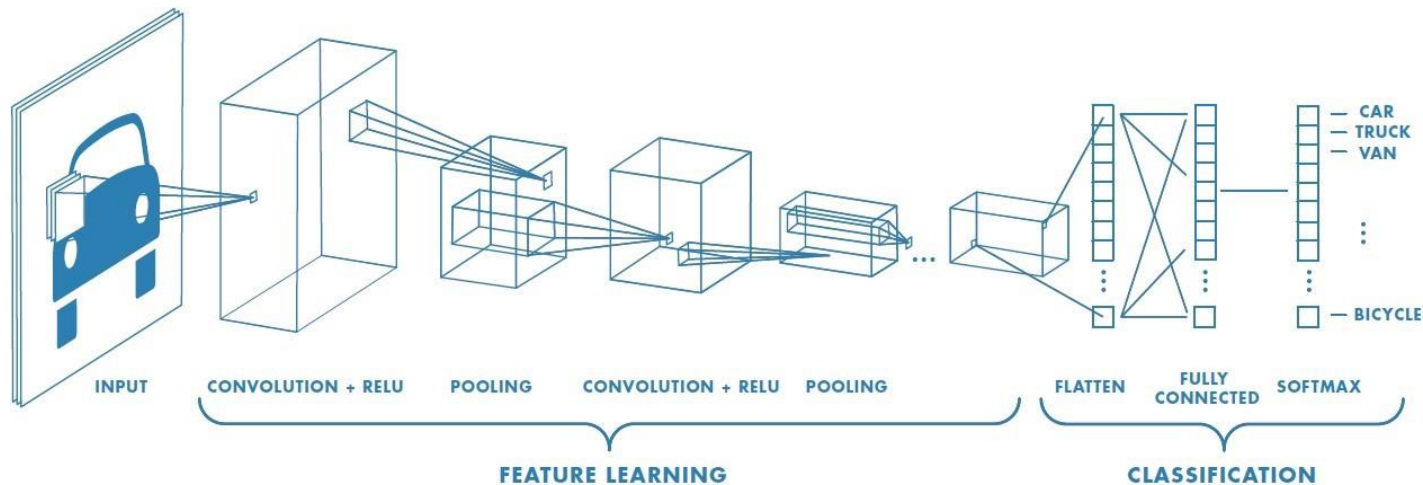 CAR
TRUCK
VAN
BICYCLE
INPUT
CONVOLUTION + RELU
POOLING
CONVOLUTION + RELU
POOLING
FLATTEN
FULLY
CONNECTED
SOFTMAX
FEATURE LEARNING
CLASSIFICATION